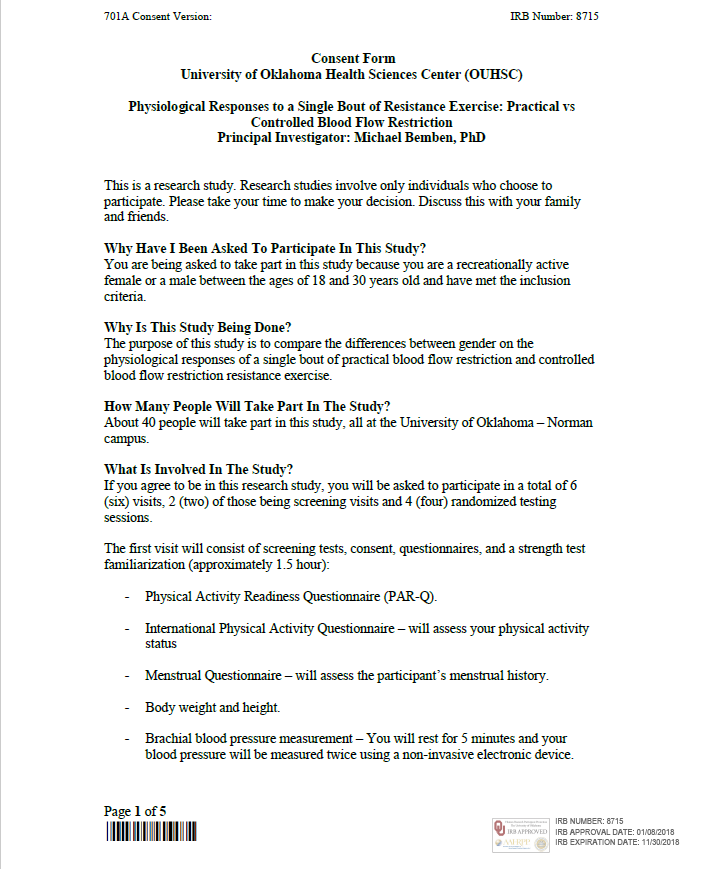 701A Consent Version:
IRB Number: 8715
Consent Form
University of Oklahoma Health Sciences Center (OUHSC)
Physiological Responses to a Single Bout of Resistance Exercise: Practical vs
Controlled Blood Flow Restriction
Principal Investigator: Michael Bemben, PhD
This is a research study. Research studies involve only individuals who choose to
participate. Please take your time to make your decision. Discuss this with your family
and friends.
Why Have I Been Asked To Participate In This Study?
You are being asked to take part in this study because you are a recreationally active
female or a male between the ages of 18 and 30 years old and have met the inclusion
criteria.
Why Is This Study Being Done?
The purpose of this study is to compare the differences between gender on the
physiological responses of a single bout of practical blood flow restriction and controlled
blood flow restriction resistance exercise.
How Many People Will Take Part In The Study?
About 40 people will take part in this study, all at the University of Oklahoma – Norman
campus.
What Is Involved In The Study?
If you agree to be in this research study, you will be asked to participate in a total of 6
(six) visits, 2 (two) of those being screening visits and 4 (four) randomized testing
sessions.
The first visit will consist of screening tests, consent, questionnaires, and a strength test
familiarization (approximately 1.5 hour):
- Physical Activity Readiness Questionnaire (PAR-Q).
- International Physical Activity Questionnaire – will assess your physical activity
status
- Menstrual Questionnaire – will assess the participant's menstrual history.
- Body weight and height.
- Brachial blood pressure measurement – You will rest for 5 minutes and your
blood pressure will be measured twice using a non-invasive electronic device.
Page 1 of 5
IRB APPROVED
IRB NUMBER: 8715
IRB APPROVAL DATE: 01/08/2018
IRB EXPIRATION DATE: 11/30/2018